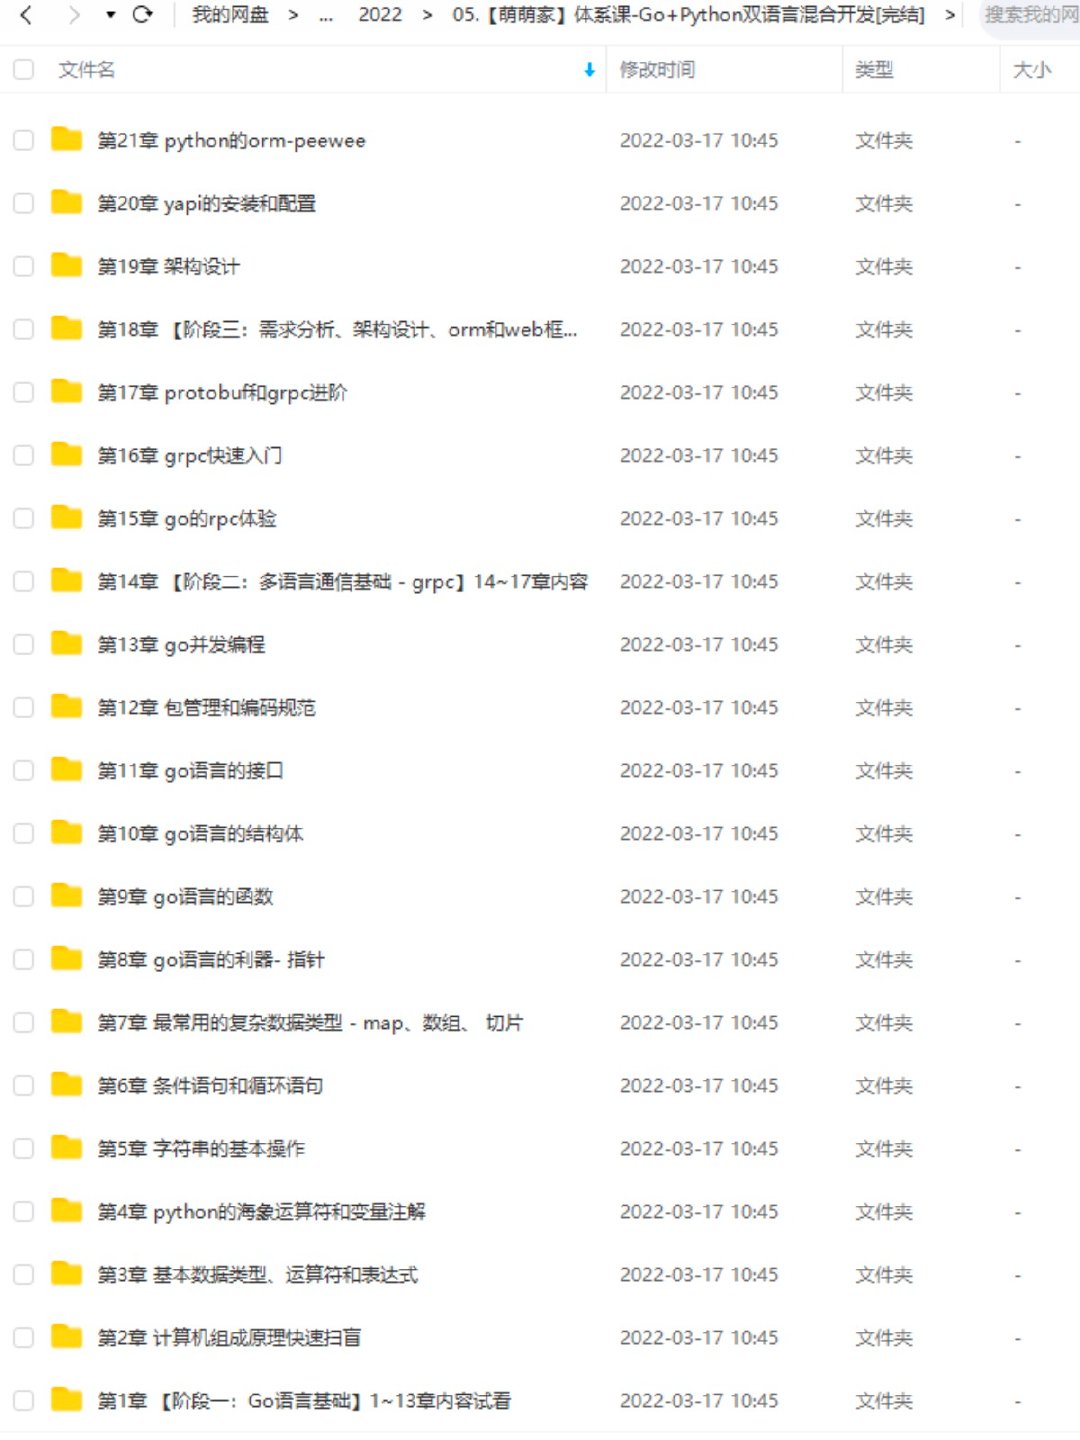 我的网盘 > ... 2022 > 05.【萌萌家】体系课-Go+Python双语言混合开发[完结] > 搜索我的网
文件名 修改时间 类型 大小
第21章 python的orm-peewee 2022-03-17 10:45 文件夹 -
第20章 yapi的安装和配置 2022-03-17 10:45 文件夹 -
第19章 架构设计 2022-03-17 10:45 文件夹 -
第18章 【阶段三：需求分析、架构设计、orm和web框... 2022-03-17 10:45 文件夹 -
第17章 protobuf和grpc进阶 2022-03-17 10:45 文件夹 -
第16章 grpc快速入门 2022-03-17 10:45 文件夹 -
第15章 go的rpc体验 2022-03-17 10:45 文件夹 -
第14章 【阶段二：多语言通信基础 - grpc】14~17章内容 2022-03-17 10:45 文件夹 -
第13章 go并发编程 2022-03-17 10:45 文件夹 -
第12章 包管理和编码规范 2022-03-17 10:45 文件夹 -
第11章 go语言的接口 2022-03-17 10:45 文件夹 -
第10章 go语言的结构体 2022-03-17 10:45 文件夹 -
第9章 go语言的函数 2022-03-17 10:45 文件夹 -
第8章 go语言的利器- 指针 2022-03-17 10:45 文件夹 -
第7章 最常用的复杂数据类型 - map、数组、 切片 2022-03-17 10:45 文件夹 -
第6章 条件语句和循环语句 2022-03-17 10:45 文件夹 -
第5章 字符串的基本操作 2022-03-17 10:45 文件夹 -
第4章 python的海象运算符和变量注解 2022-03-17 10:45 文件夹 -
第3章 基本数据类型、运算符和表达式 2022-03-17 10:45 文件夹 -
第2章 计算机组成原理快速扫盲 2022-03-17 10:45 文件夹 -
第1章 【阶段一：Go语言基础】1~13章内容试看 2022-03-17 10:45 文件夹 -